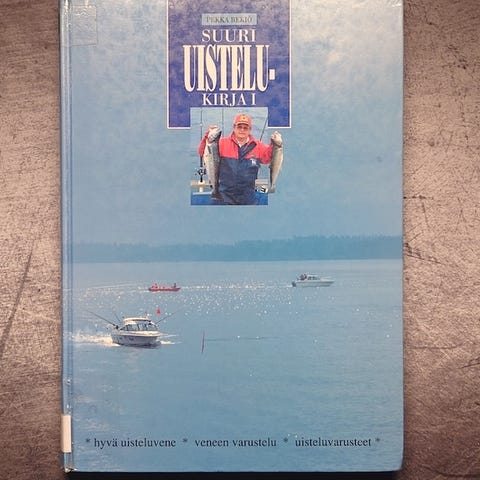 PEKKA REKIÖ
SUURI
UISTELU-
KIRJA I
* hyvä uisteluvene * veneen varustelu * uisteluvarusteet *